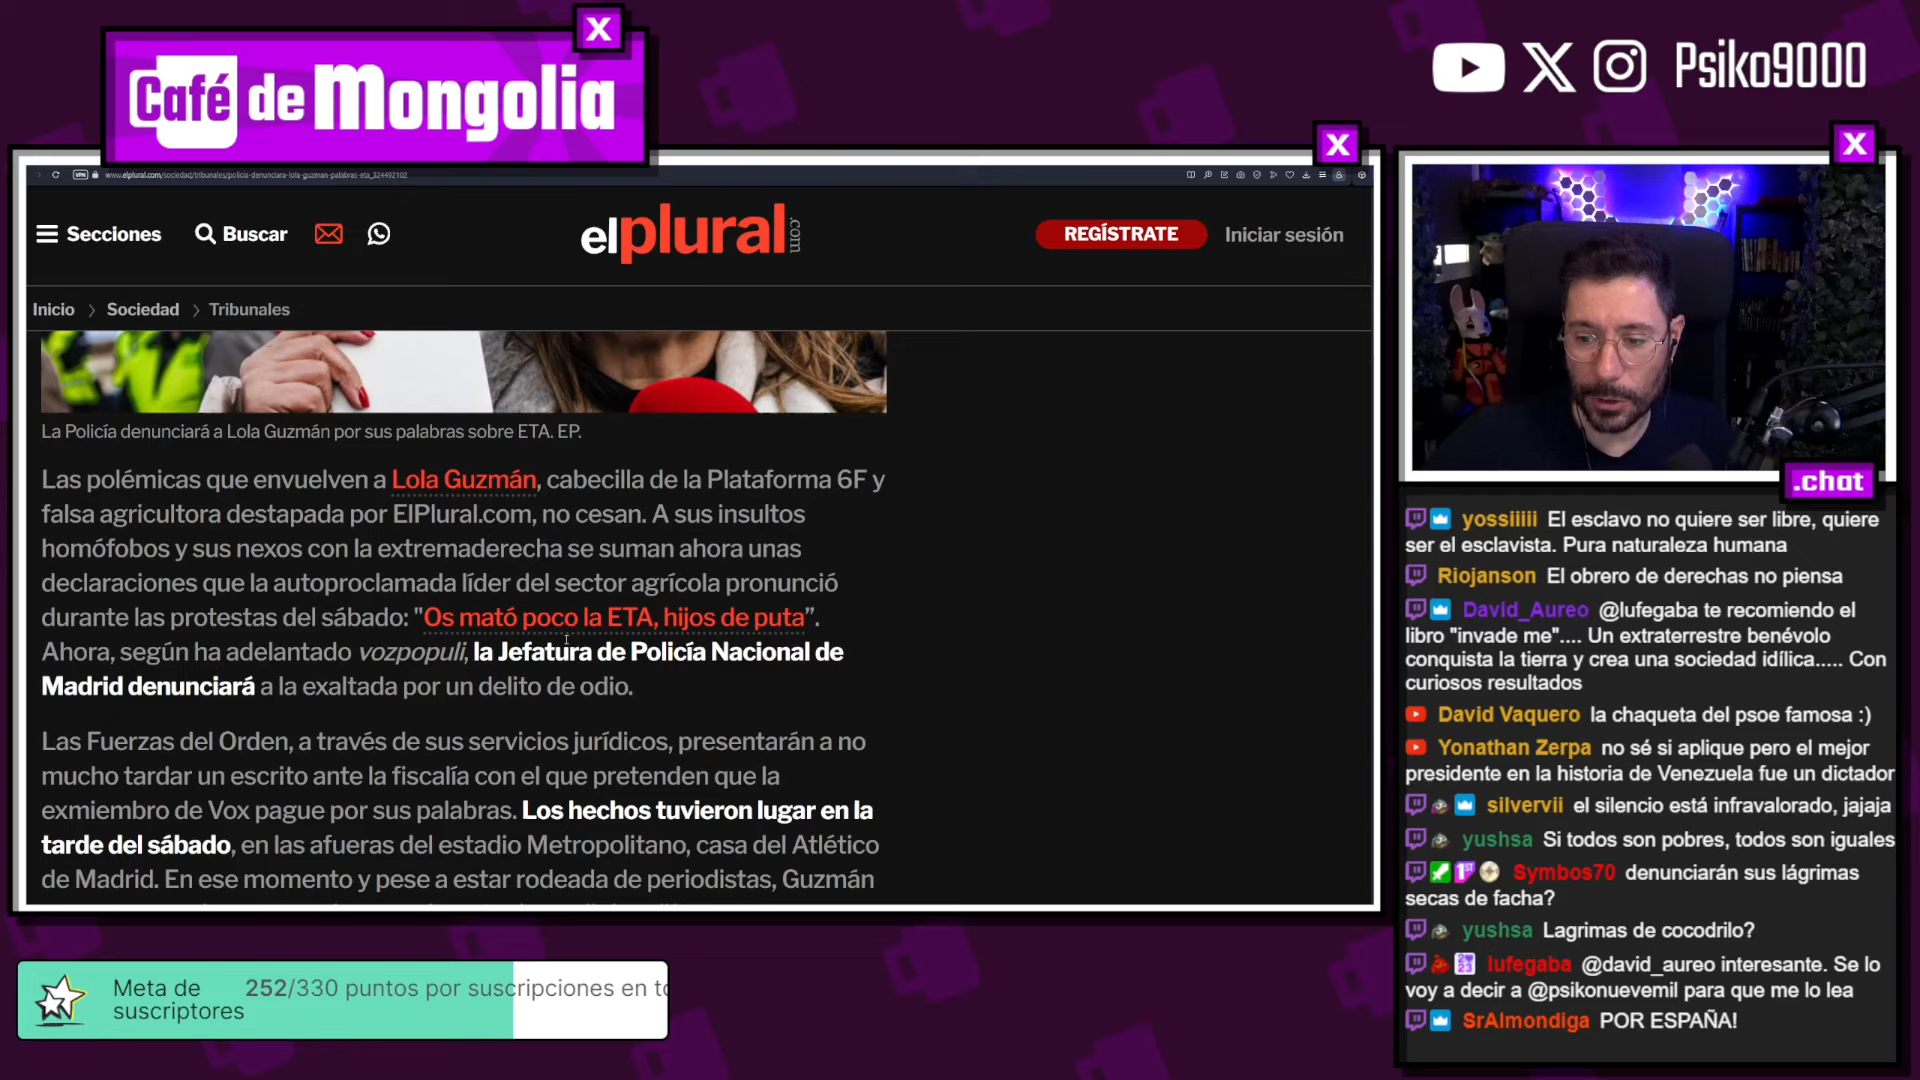 Café de Mongolia
X
Psiko9000
X
X
VPN
www.elplural.com/sociedad/tribunales/policia-denunciara-lola-guzman-palabras-eta_324492102
Secciones
Buscar
elplural.com
REGÍSTRATE
Iniciar sesión
Inicio > Sociedad > Tribunales
La Policía denunciará a Lola Guzmán por sus palabras sobre ETA. EP.
Las polémicas que envuelven a Lola Guzmán, cabecilla de la Plataforma 6F y
falsa agricultora destapada por ElPlural.com, no cesan. A sus insultos
homófobos y sus nexos con la extremaderecha se suman ahora unas
declaraciones que la autoproclamada líder del sector agrícola pronunció
durante las protestas del sábado: "Os mató poco la ETA, hijos de puta”.
Ahora, según ha adelantado vozpopuli, la Jefatura de Policía Nacional de
Madrid denunciará a la exaltada por un delito de odio.
Las Fuerzas del Orden, a través de sus servicios jurídicos, presentarán a no
mucho tardar un escrito ante la fiscalía con el que pretenden que la
exmiembro de Vox pague por sus palabras. Los hechos tuvieron lugar en la
tarde del sábado, en las afueras del estadio Metropolitano, casa del Atlético
de Madrid. En ese momento y pese a estar rodeada de periodistas, Guzmán
.chat
yossiiiii El esclavo no quiere ser libre, quiere
ser el esclavista. Pura naturaleza humana
Riojanson El obrero de derechas no piensa
David_Aureo @lufegaba te recomiendo el
libro "invade me".... Un extraterrestre benévolo
conquista la tierra y crea una sociedad idílica..... Con
curiosos resultados
David Vaquero la chaqueta del psoe famosa :)
Yonathan Zerpa no sé si aplique pero el mejor
presidente en la historia de Venezuela fue un dictador
silvervii el silencio está infravalorado, jajaja
yushsa Si todos son pobres, todos son iguales
Symbos70 denunciarán sus lágrimas
secas de facha?
yushsa Lagrimas de cocodrilo?
lufegaba @david_aureo interesante. Se lo
voy a decir a @psikonuevemil para que me lo lea
SrAlmondiga POR ESPAÑA!
Meta de
suscriptores
252/330 puntos por suscripciones en to